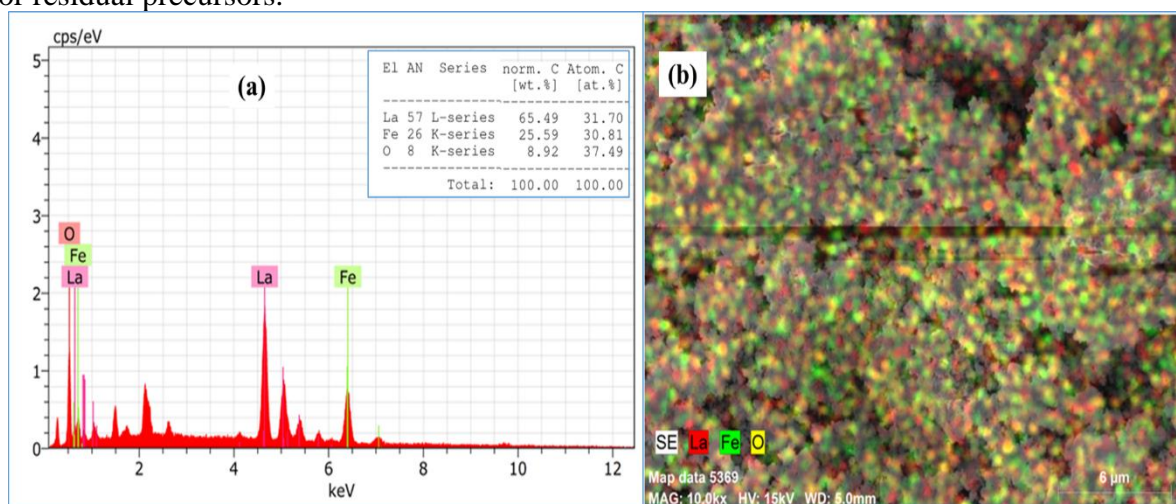 or residual precursors.
cps/eV
(a)
El AN Series norm. C Atom. C
[wt.%] [at.%]
La 57 L-series 65.49 31.70
Fe 26 K-series 25.59 30.81
O 8 K-series 8.92 37.49
Total: 100.00 100.00
5
4
3
2
1
0
O
Fe
La
La
Fe
2 4 6 8 10 12
keV
(b)
SE La Fe O
Map data 5369
6 µm
MAG: 10.0kx HV: 15kV WD: 5.0mm